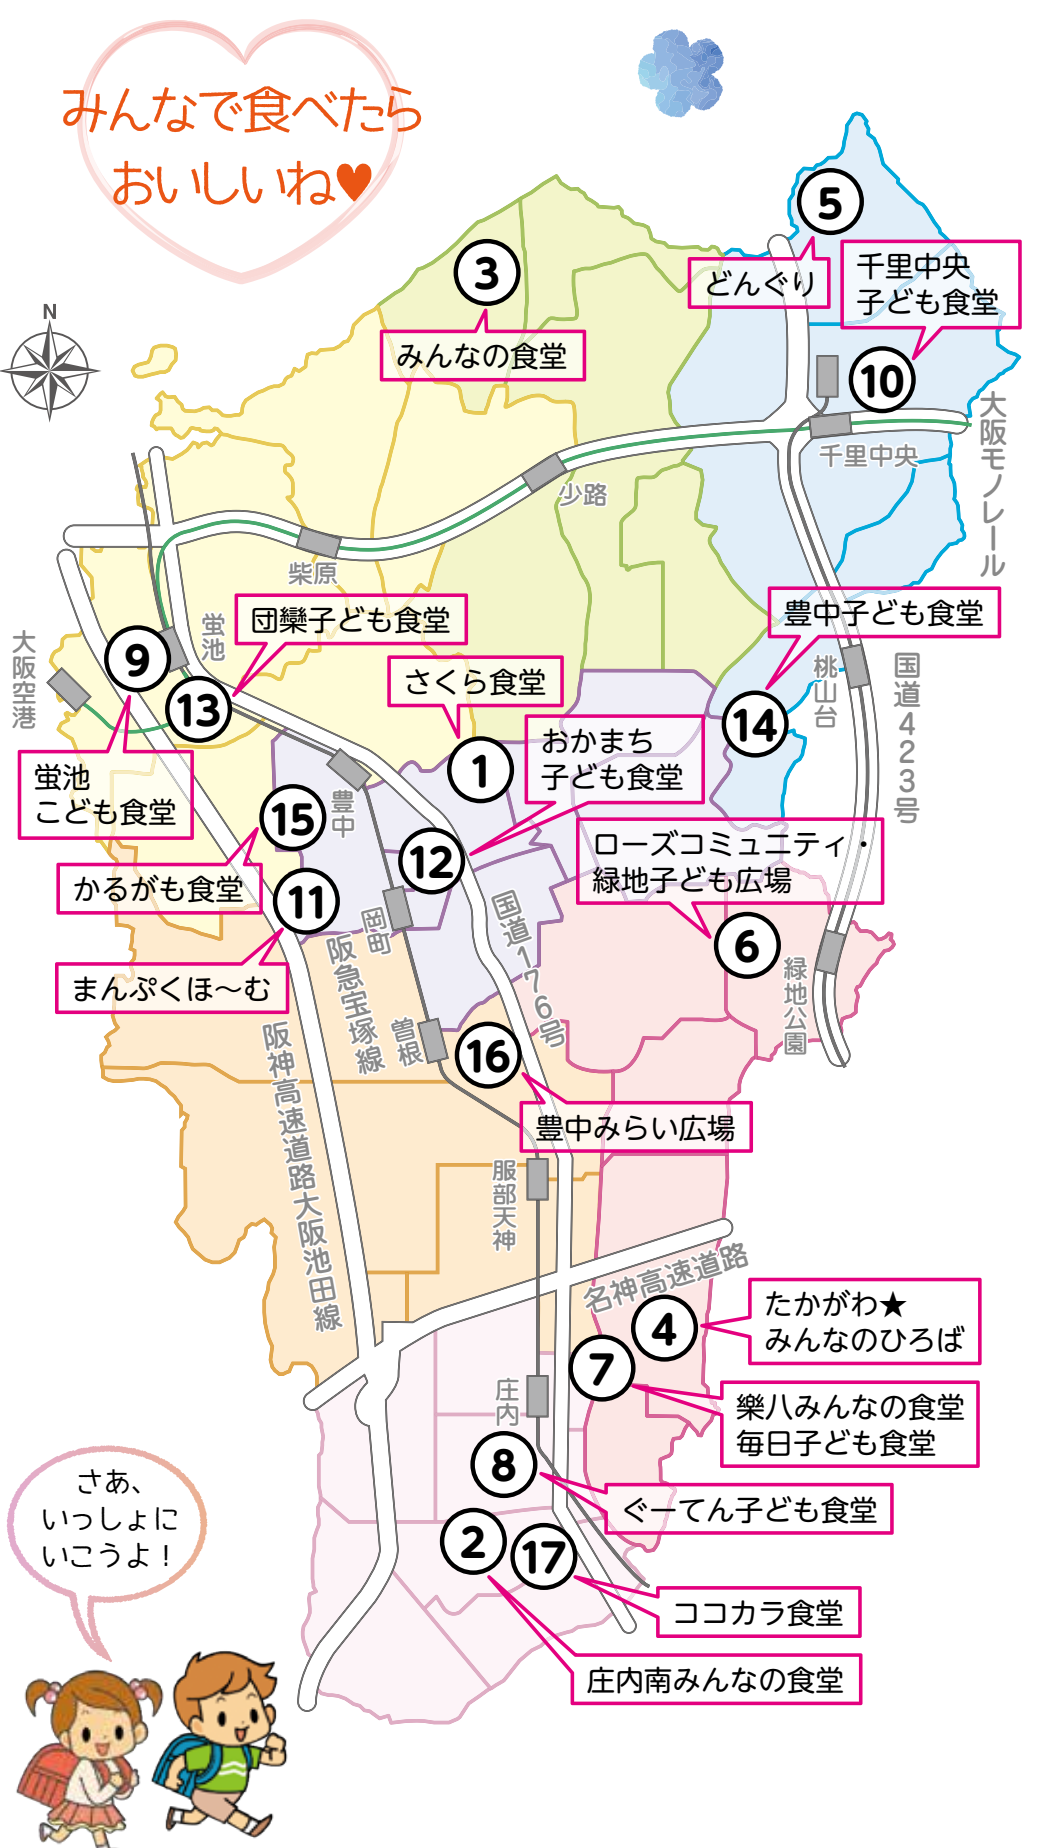 みんなで食べたら
おいしいね♥
N
5
どんぐり
千里中央
子ども食堂
10
3
みんなの食堂
大阪モノレール
千里中央
少路
柴原
豊中子ども食堂
14
桃山台
国道423号
団欒子ども食堂
蛍池
大阪空港
9
13
さくら食堂
1
おかまち
子ども食堂
蛍池
こども食堂
15
豊中
12
ローズコミュニティ・
緑地子ども広場
かるがも食堂
11
岡町
国道176号
6
緑地公園
まんぷくほ～む
阪急宝塚線
曽根
16
阪神高速道路大阪池田線
豊中みらい広場
服部天神
名神高速道路
4
たかがわ★
みんなのひろば
7
樂八みんなの食堂
毎日子ども食堂
庄内
8
ぐーてん子ども食堂
2
17
ココカラ食堂
庄内南みんなの食堂
さあ、
いっしょに
いこうよ！